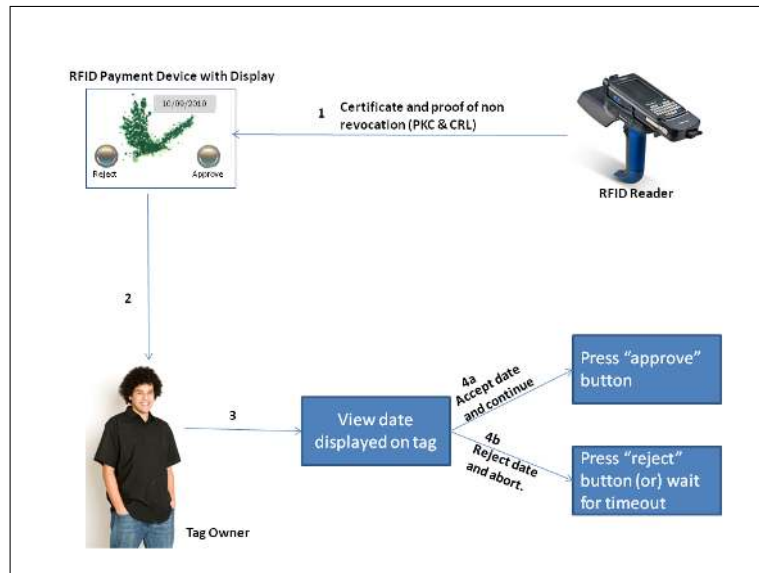 RFID Payment Device with Display
10/09/2010
Reject
Approve
1
Certificate and proof of non
revocation (PKC & CRL)
RFID Reader
2
3
View date
displayed on tag
4a
Accept date
and continue
4b
Reject date
and abort.
Press “approve”
button
Press “reject”
button (or) wait
for timeout
Tag Owner